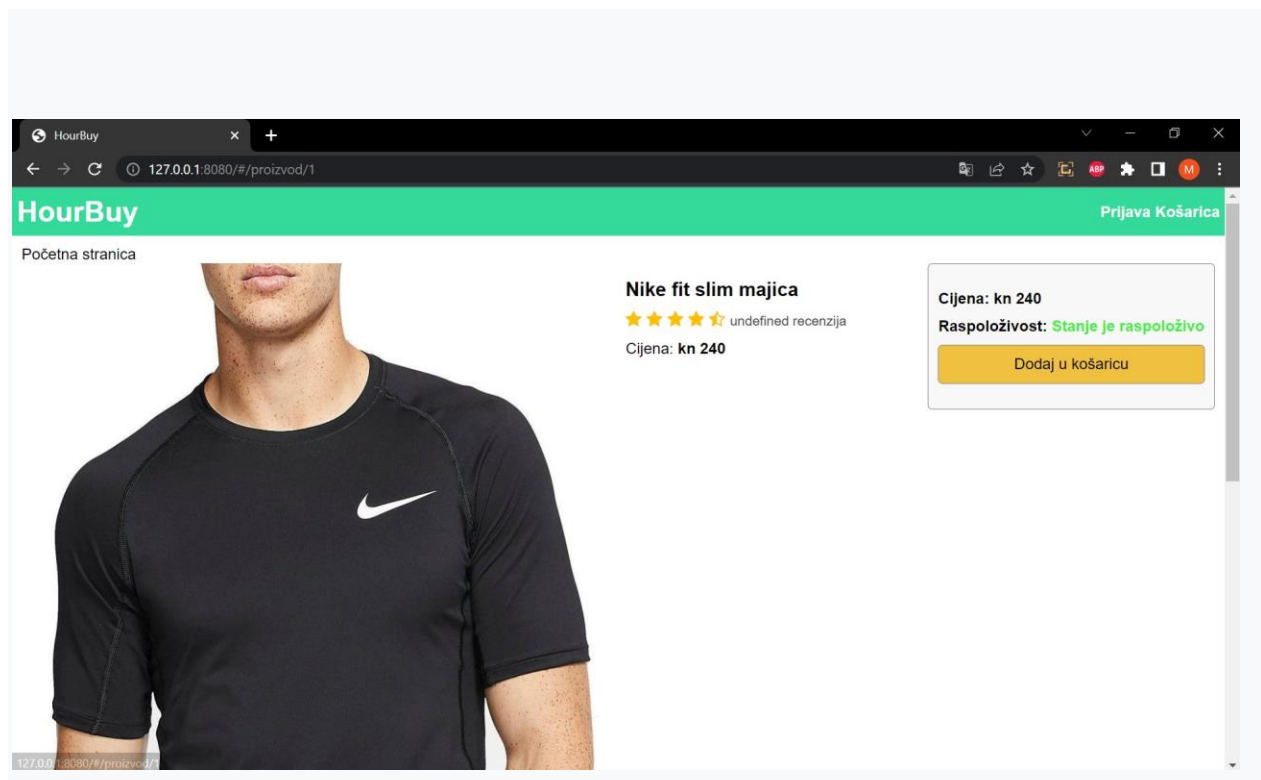 HourBuy
127.0.0.1:8080/#/proizvod/1
ABP
M
HourBuy
Prijava Košarica
Početna stranica
Nike fit slim majica
undefined recenzija
Cijena: kn 240
Cijena: kn 240
Raspoloživost: Stanje je raspoloživo
Dodaj u košaricu
127.0.0.1:8080/#/proizvod/1